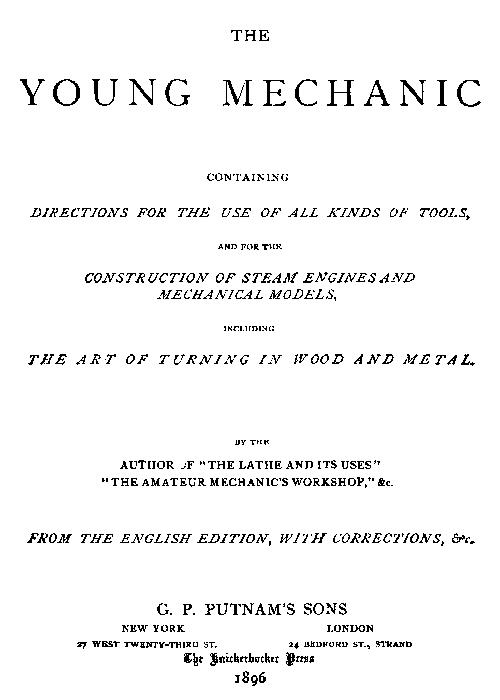 THE
YOUNG MECHANIC
CONTAINING
DIRECTIONS FOR THE USE OF ALL KINDS OF TOOLS,
AND FOR THE
CONSTRUCTION OF STEAM ENGINES AND
MECHANICAL MODELS,
INCLUDING
THE ART OF TURNING IN WOOD AND METAL.
BY THE
AUTHOR OF "THE LATHE AND ITS USES"
"THE AMATEUR MECHANIC'S WORKSHOP," &c.
FROM THE ENGLISH EDITION, WITH CORRECTIONS, &c.
G. P. PUTNAM'S SONS
NEW YORK LONDON
27 WEST TWENTY-THIRD ST. 24 BEDFORD ST., STRAND
The Knickerbocker Press
1896